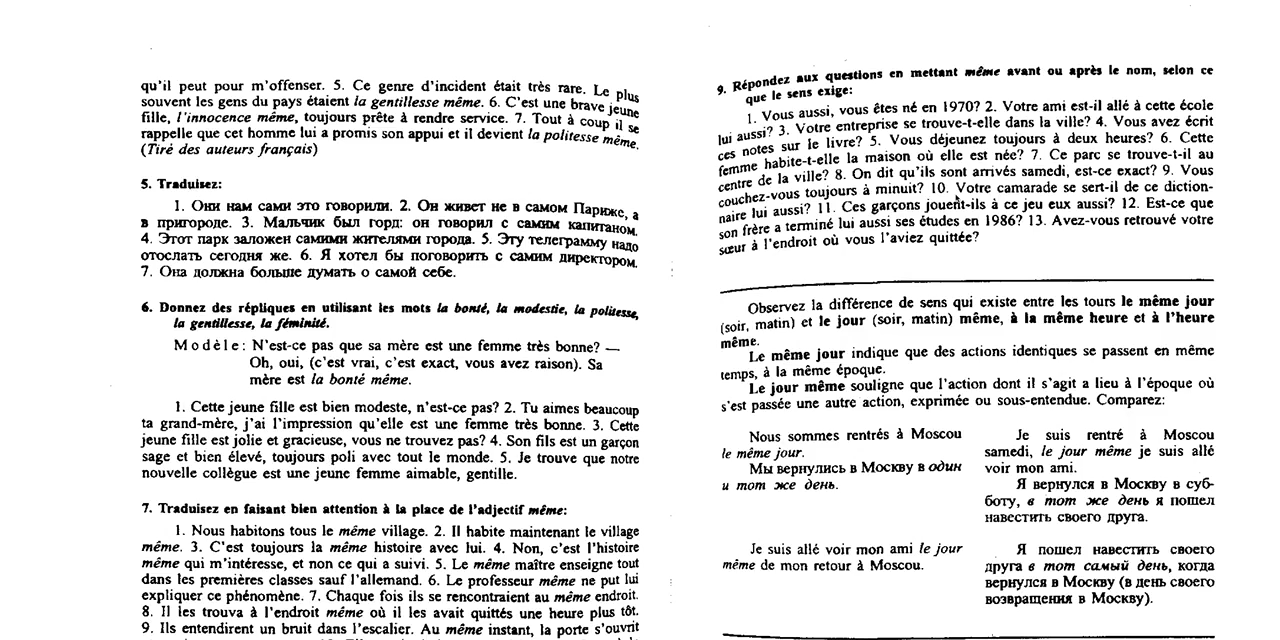 qu'il peut pour m'offenser. 5. Ce genre d'incident était très rare. Le plus
souvent les gens du pays étaient la gentillesse même. 6. C'est une brave jeune
fille, l'innocence même, toujours prête à rendre service. 7. Tout à coup il se
rappelle que cet homme lui a promis son appui et il devient la politesse même.
(Tiré des auteurs français)
5. Traduisez:
1. Они нам сами это говорили. 2. Он живет не в самом Париже, а
в пригороде. 3. Мальчик был горд: он говорил с самим капитаном.
4. Этот парк заложен самими жителями города. 5. Эту телеграмму надо
отослать сегодня же. 6. Я хотел бы поговорить с самим директором.
7. Она должна больше думать о самой себе.
6. Donnez des répliques en utilisant les mots la bonté, la modestie, la politesse,
la gentillesse, la féminité.
Modèle: N'est-ce pas que sa mère est une femme très bonne? —
Oh, oui, (c'est vrai, c'est exact, vous avez raison). Sa
mère est la bonté même.
1. Cette jeune fille est bien modeste, n'est-ce pas? 2. Tu aimes beaucoup
ta grand-mère, j'ai l'impression qu'elle est une femme très bonne. 3. Cette
jeune fille est jolie et gracieuse, vous ne trouvez pas? 4. Son fils est un garçon
sage et bien élevé, toujours poli avec tout le monde. 5. Je trouve que notre
nouvelle collègue est une jeune femme aimable, gentille.
7. Traduisez en faisant bien attention à la place de l'adjectif même:
1. Nous habitons tous le même village. 2. Il habite maintenant le village
même. 3. C'est toujours la même histoire avec lui. 4. Non, c'est l'histoire
même qui m'intéresse, et non ce qui a suivi. 5. Le même maître enseigne tout
dans les premières classes sauf l'allemand. 6. Le professeur même ne put lui
expliquer ce phénomène. 7. Chaque fois ils se rencontraient au même endroit.
8. Il les trouva à l'endroit même où il les avait quittés une heure plus tôt.
9. Ils entendirent un bruit dans l'escalier. Au même instant, la porte s'ouvrit
9. Répondez aux questions en mettant même avant ou après le nom, selon ce
que le sens exige:
1. Vous aussi, vous êtes né en 1970? 2. Votre ami est-il allé à cette école
lui aussi? 3. Votre entreprise se trouve-t-elle dans la ville? 4. Vous avez écrit
ces notes sur le livre? 5. Vous déjeunez toujours à deux heures? 6. Cette
femme habite-t-elle la maison où elle est née? 7. Ce parc se trouve-t-il au
centre de la ville? 8. On dit qu'ils sont arrivés samedi, est-ce exact? 9. Vous
couchez-vous toujours à minuit? 10. Votre camarade se sert-il de ce diction-
naire lui aussi? 11. Ces garçons jouent-ils à ce jeu eux aussi? 12. Est-ce que
son frère a terminé lui aussi ses études en 1986? 13. Avez-vous retrouvé votre
sœur à l'endroit où vous l'aviez quittée?
Observez la différence de sens qui existe entre les tours le même jour
(soir, matin) et le jour (soir, matin) même, à la même heure et à l'heure
même.
Le même jour indique que des actions identiques se passent en même
temps, à la même époque.
Le jour même souligne que l'action dont il s'agit a lieu à l'époque où
s'est passée une autre action, exprimée ou sous-entendue. Comparez:
Nous sommes rentrés à Moscou
le même jour.
Мы вернулись в Москву в один
и тот же день.
Je suis rentré à Moscou
samedi, le jour même je suis allé
voir mon ami.
Я вернулся в Москву в суб-
боту, в тот же день я пошел
навестить своего друга.
Je suis allé voir mon ami le jour
même de mon retour à Moscou.
Я пошел навестить своего
друга в тот самый день, когда
вернулся в Москву (в день своего
возвращения в Москву).